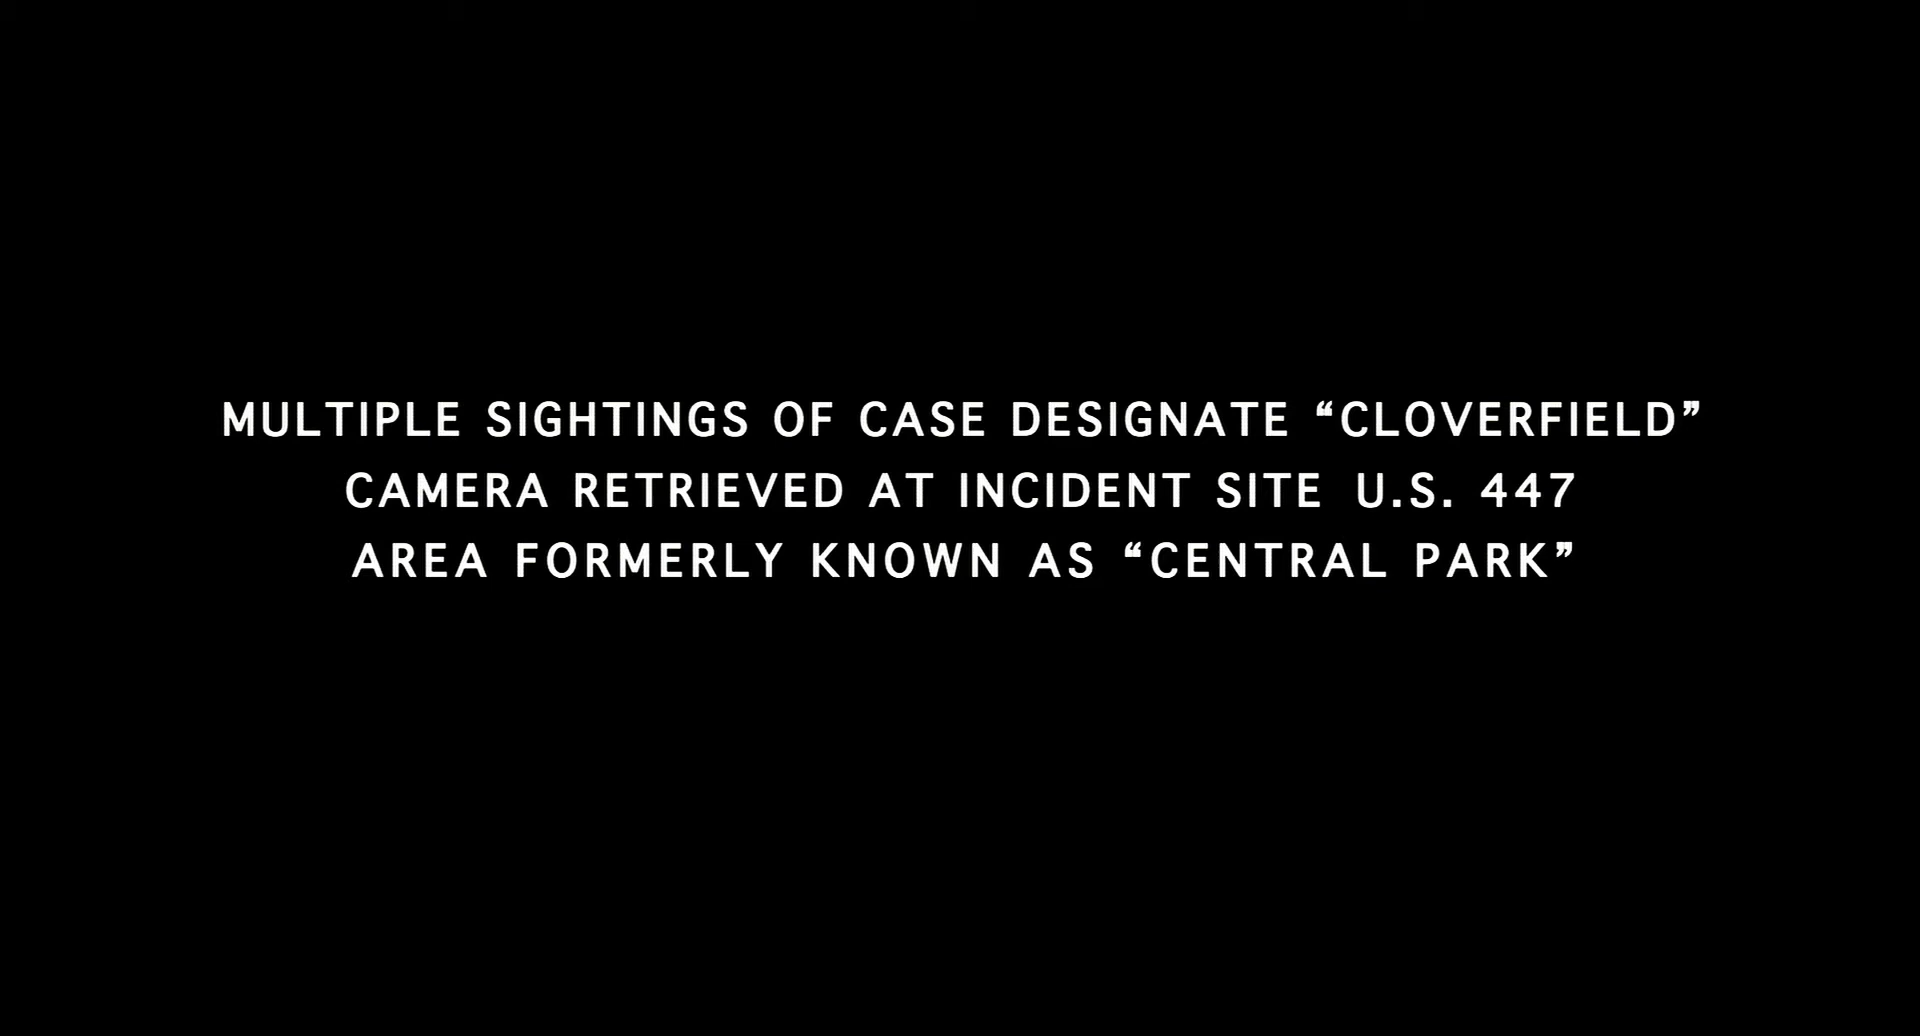 MULTIPLE SIGHTINGS OF CASE DESIGNATE “CLOVERFIELD”
CAMERA RETRIEVED AT INCIDENT SITE U.S. 447
AREA FORMERLY KNOWN AS “CENTRAL PARK”